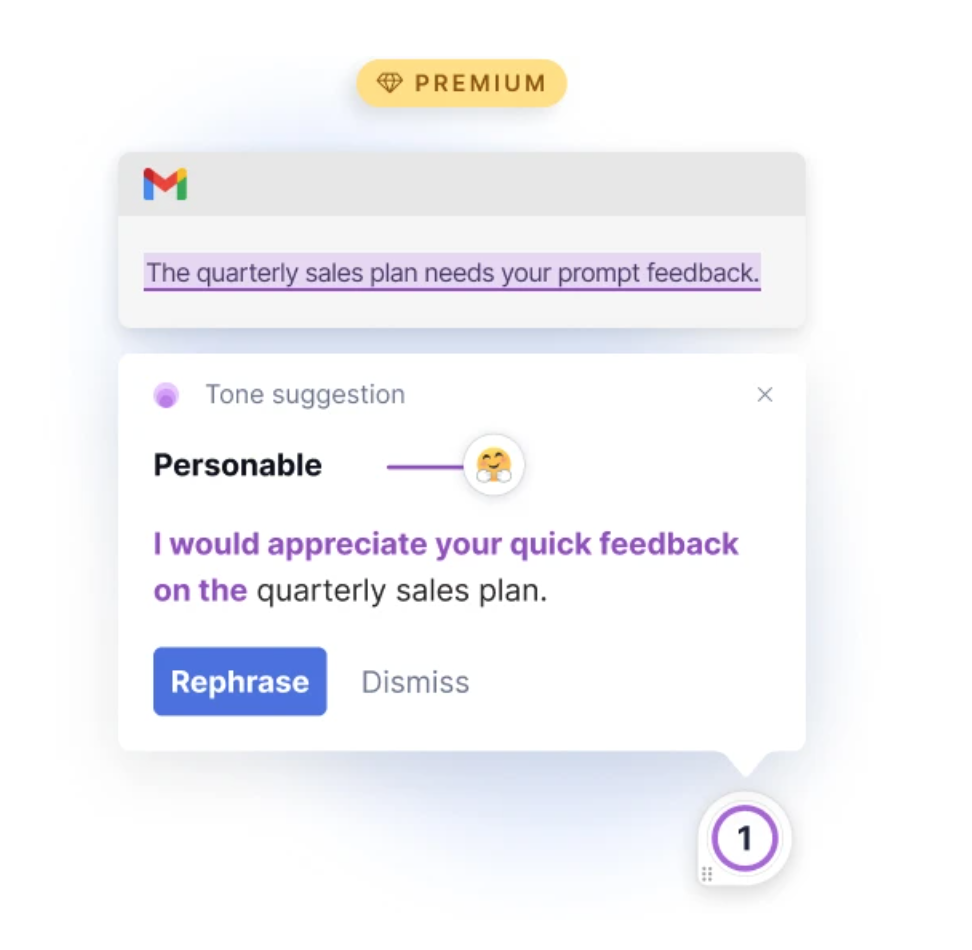 PREMIUM
The quarterly sales plan needs your prompt feedback.
Tone suggestion
Personable
I would appreciate your quick feedback
on the quarterly sales plan.
Rephrase Dismiss
1